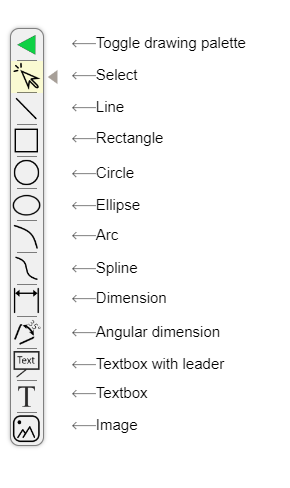 Toggle drawing palette
Select
Line
Rectangle
Circle
Ellipse
Arc
Spline
Dimension
35°
Angular dimension
Text
Textbox with leader
T
Textbox
Image